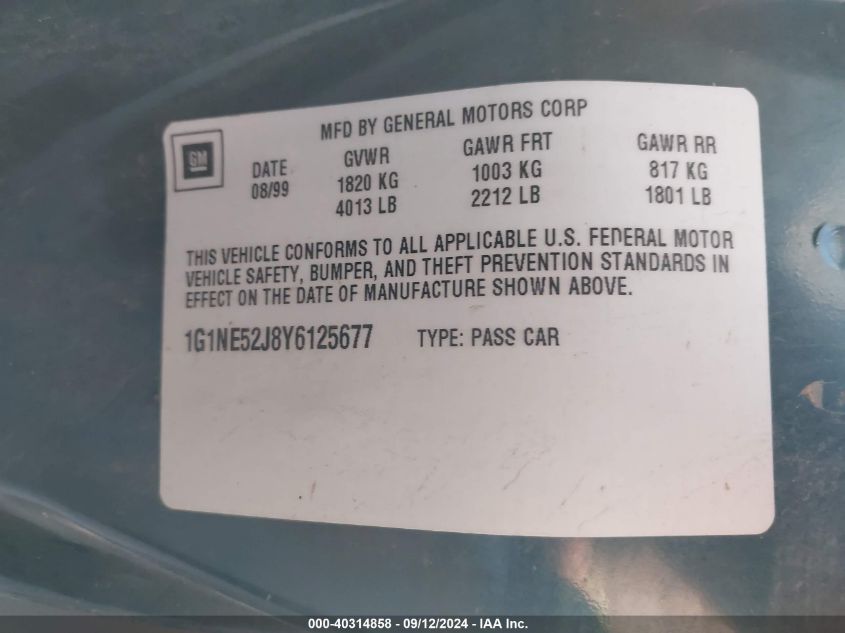 MFD BY GENERAL MOTORS CORP
GM
DATE GVWR GAWR FRT GAWR RR
08/99 1820 KG 1003 KG 817 KG
4013 LB 2212 LB 1801 LB
THIS VEHICLE CONFORMS TO ALL APPLICABLE U.S. FEDERAL MOTOR
VEHICLE SAFETY, BUMPER, AND THEFT PREVENTION STANDARDS IN
EFFECT ON THE DATE OF MANUFACTURE SHOWN ABOVE.
1G1NE52J8Y6125677 TYPE: PASS CAR
000-40314858 - 09/12/2024 - IAA Inc.